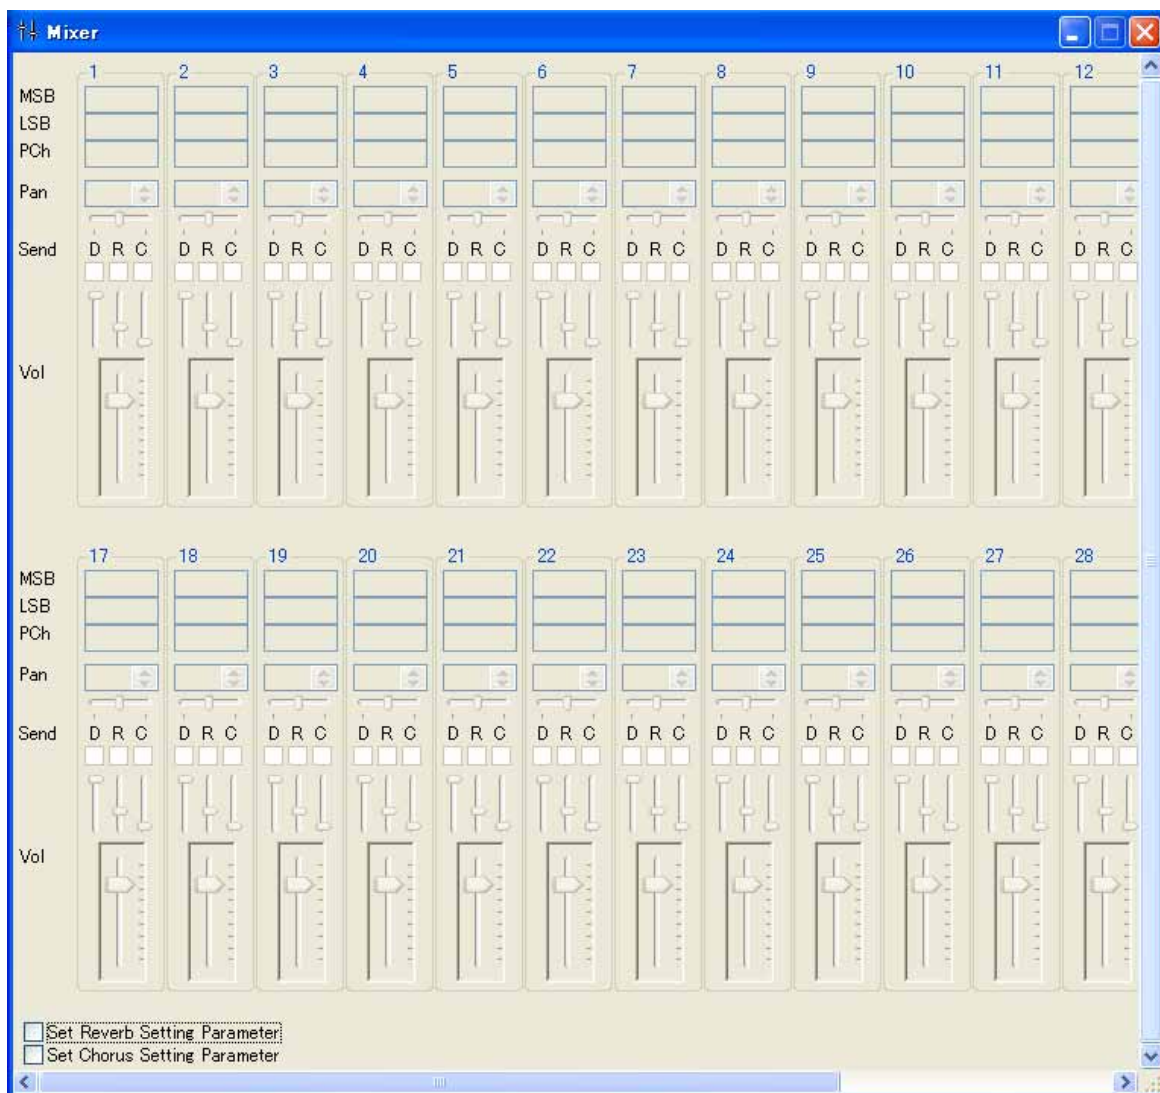 Mixer
1 2 3 4 5 6 7 8 9 10 11 12
MSB
LSB
PCh
Pan
Send D R C D R C D R C D R C D R C D R C D R C D R C D R C D R C D R C D R C
Vol
17 18 19 20 21 22 23 24 25 26 27 28
MSB
LSB
PCh
Pan
Send D R C D R C D R C D R C D R C D R C D R C D R C D R C D R C D R C D R C
Vol
Set Reverb Setting Parameter
Set Chorus Setting Parameter